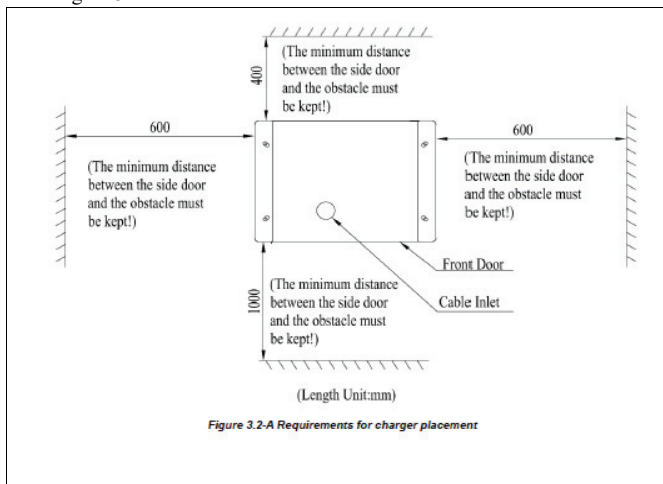 400
(The minimum distance
between the side door
and the obstacle must
be kept!)
600
(The minimum distance
between the side door
and the obstacle must
be kept!)
600
(The minimum distance
between the side door
and the obstacle must
be kept!)
Front Door
Cable Inlet
1000
(The minimum distance
between the side door
and the obstacle must
be kept!)
(Length Unit:mm)
Figure 3.2-A Requirements for charger placement